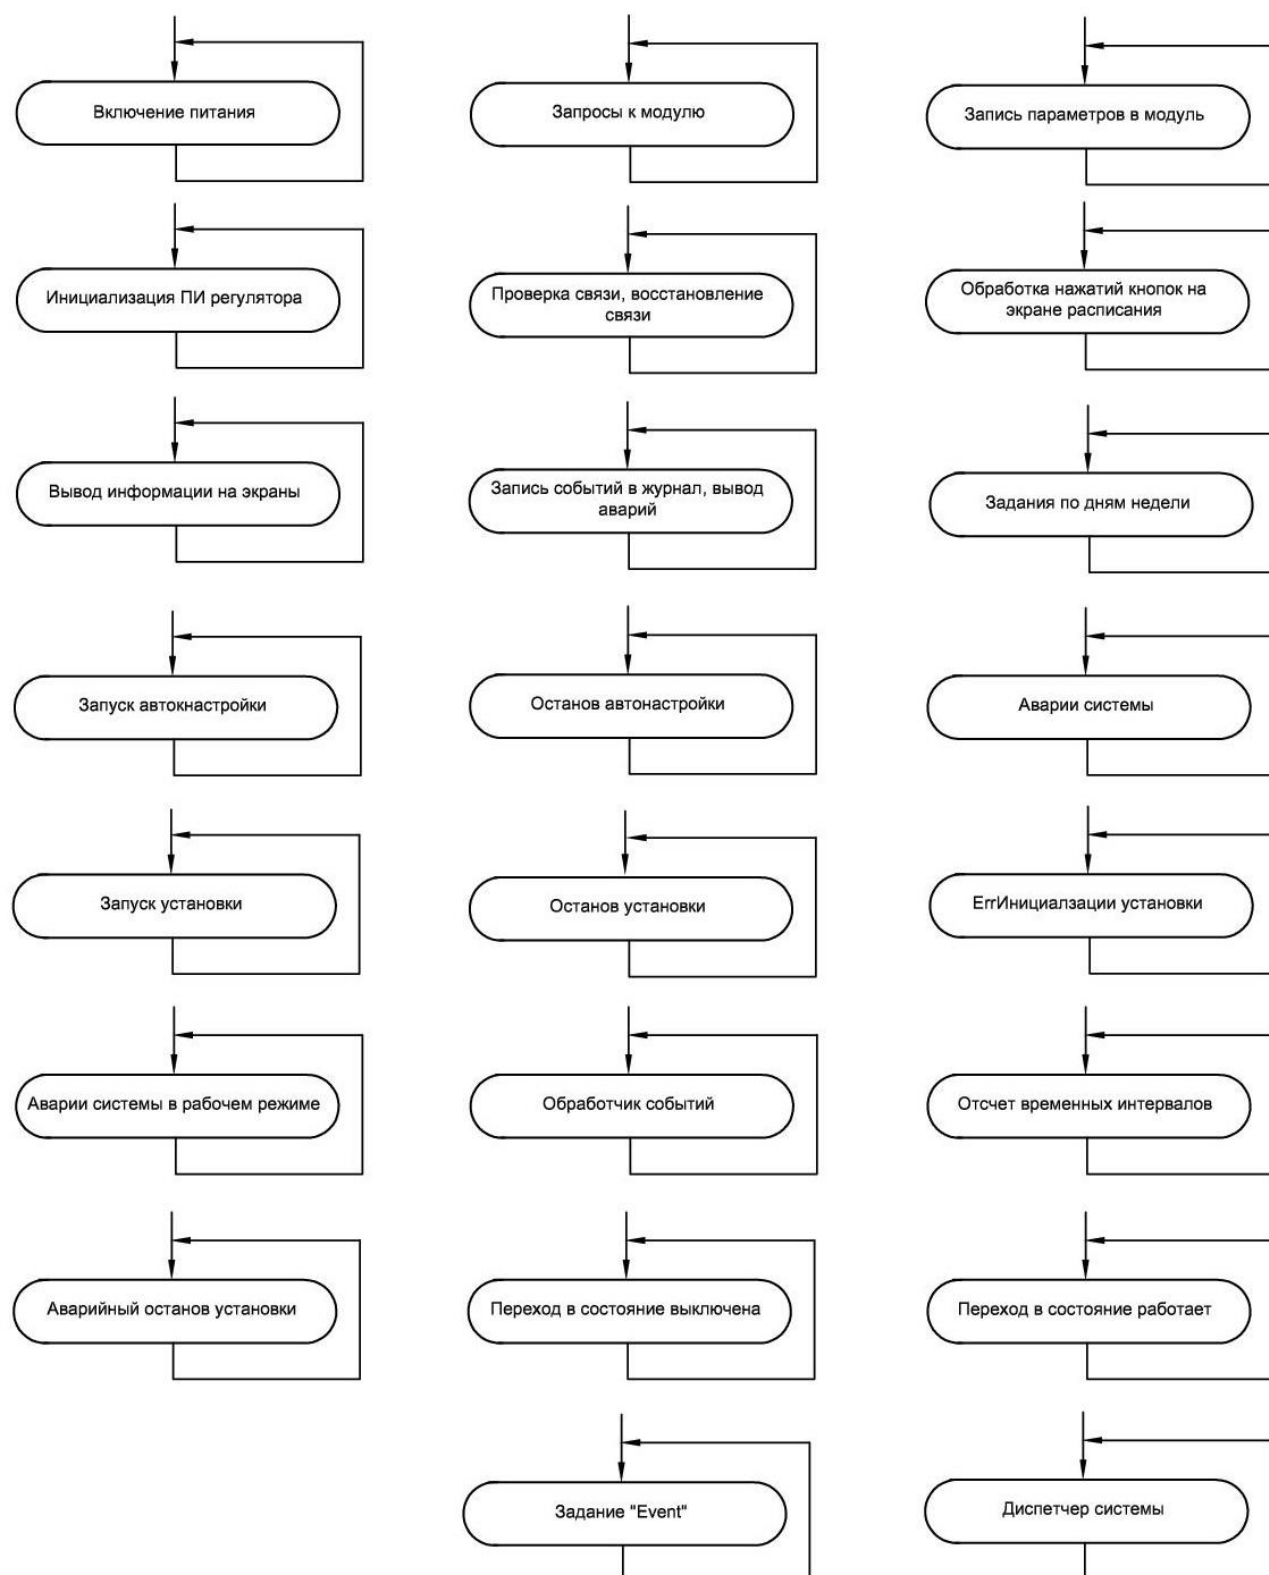 Включение питания
Запросы к модулю
Запись параметров в модуль
Инициализация ПИ регулятора
Проверка связи, восстановление
связи
Обработка нажатий кнопок на
экране расписания
Вывод информации на экраны
Запись событий в журнал, вывод
аварий
Задания по дням недели
Запуск автокнастройки
Останов автонастройки
Аварии системы
Запуск установки
Останов установки
ErrИнициалзации установки
Аварии системы в рабочем режиме
Обработчик событий
Отсчет временных интервалов
Аварийный останов установки
Переход в состояние выключена
Переход в состояние работает
Задание "Event"
Диспетчер системы